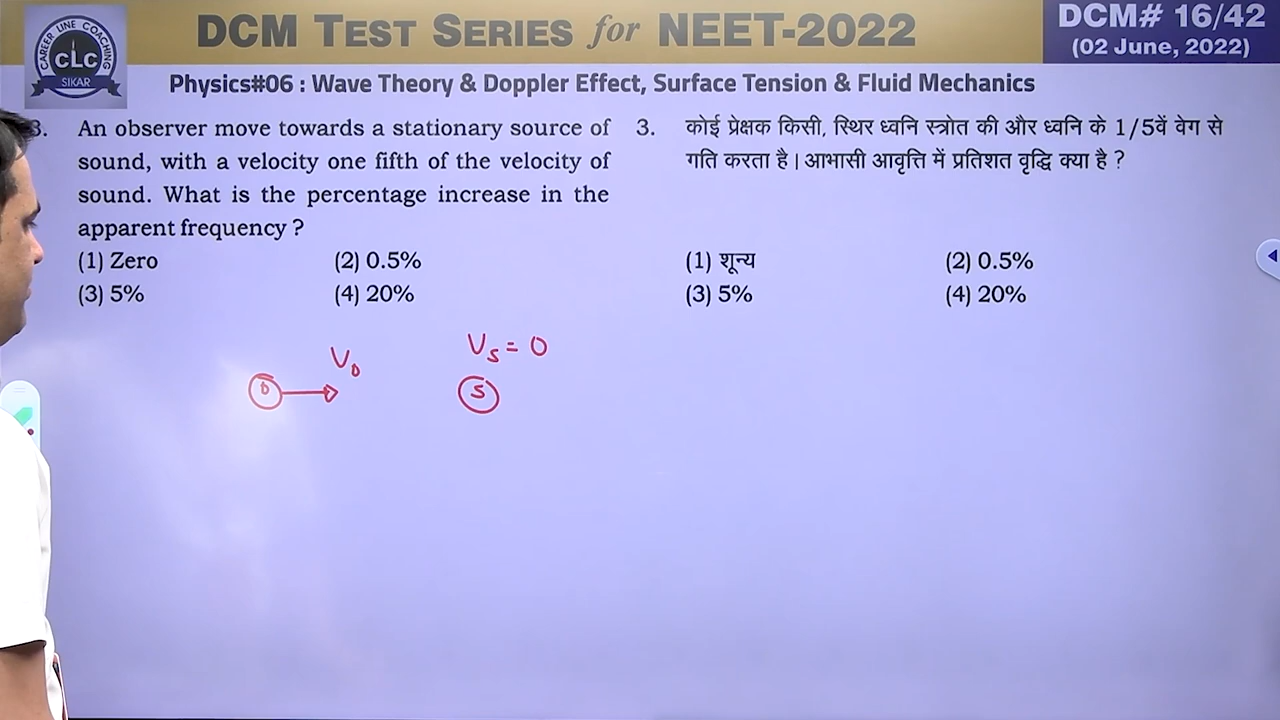 DCM TEST SERIES for NEET-2022
DCM# 16/42
(02 June, 2022)
CAREER LINE COACHING
CLC
SIKAR
Physics#06 : Wave Theory & Doppler Effect, Surface Tension & Fluid Mechanics
3. An observer move towards a stationary source of
sound, with a velocity one fifth of the velocity of
sound. What is the percentage increase in the
apparent frequency ?
(1) Zero (2) 0.5%
(3) 5% (4) 20%
3. कोई प्रेक्षक किसी, स्थिर ध्वनि स्त्रोत की और ध्वनि के 1/5वें वेग से
गति करता है। आभासी आवृत्ति में प्रतिशत वृद्धि क्या है ?
(1) शून्य (2) 0.5%
(3) 5% (4) 20%
V₀
Vₛ = 0
O
S